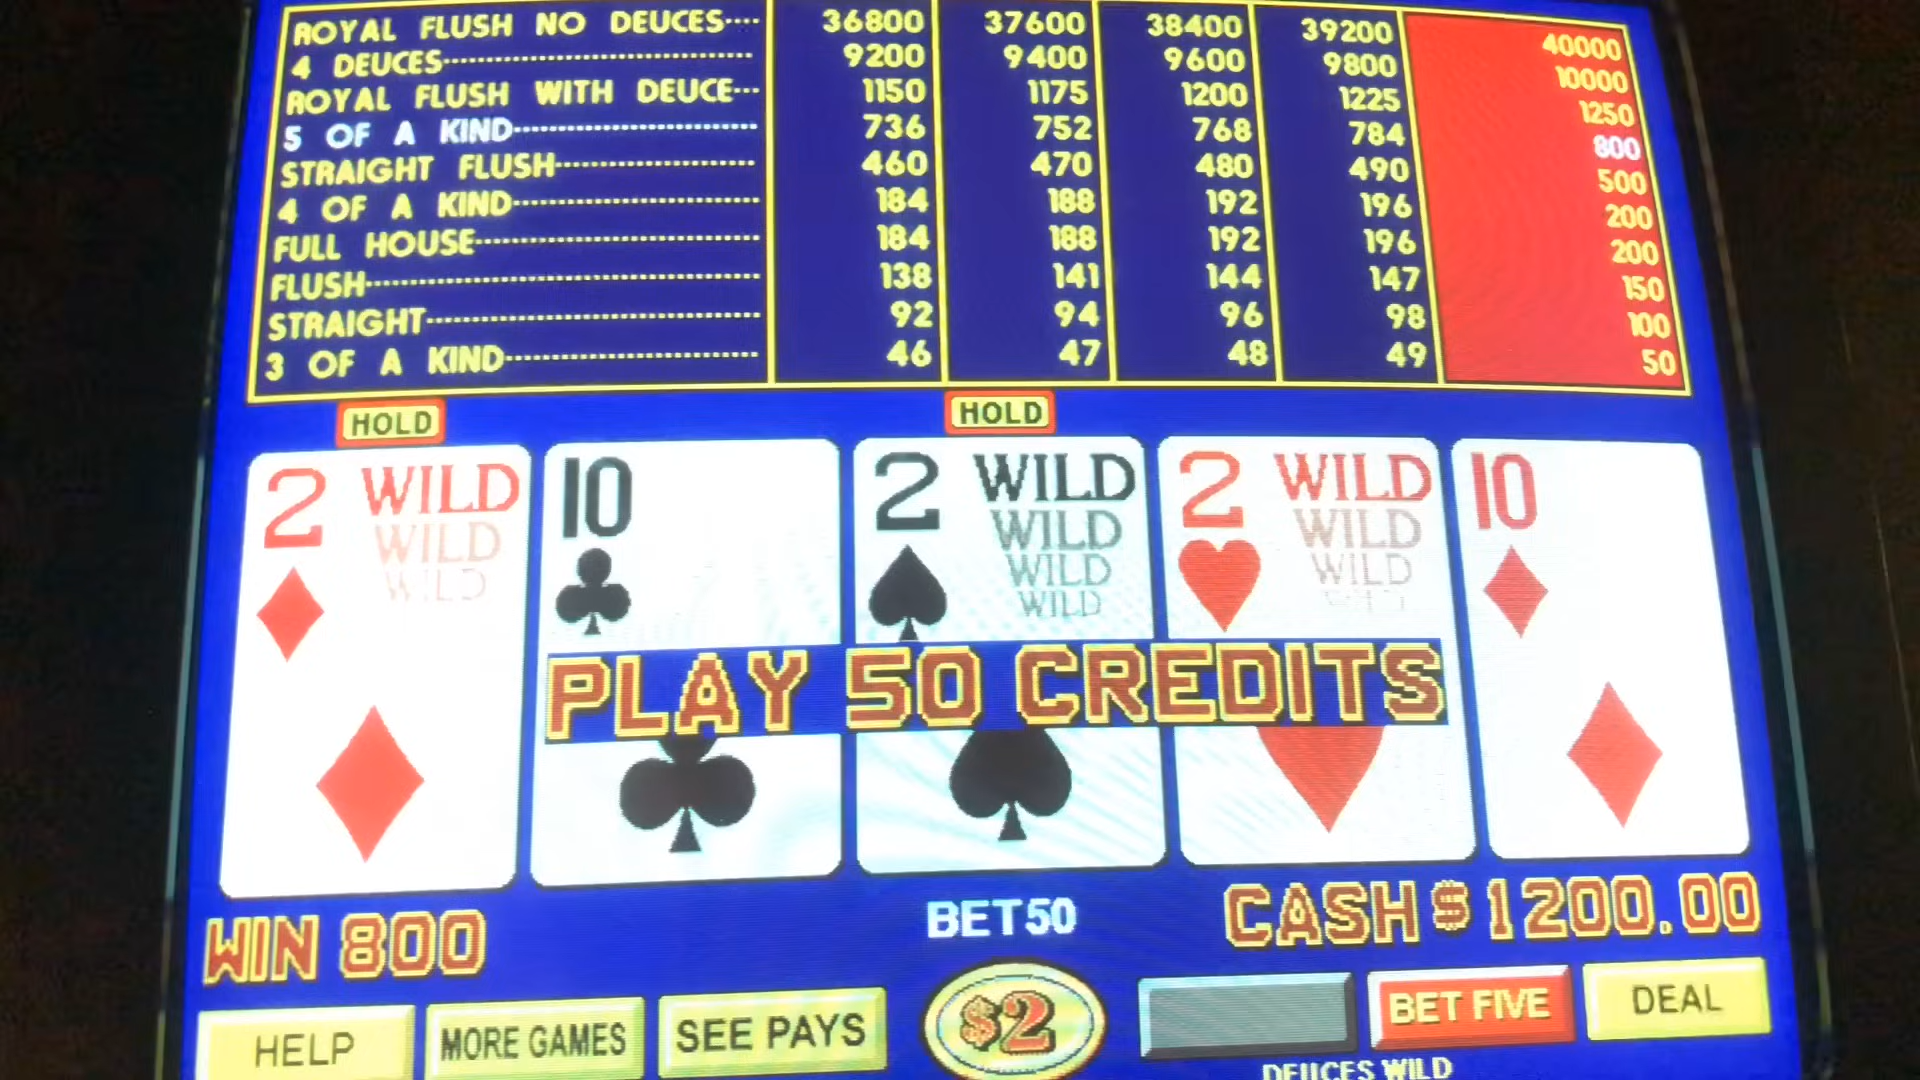 ROYAL FLUSH NO DEUCES 36800 37600 38400 39200 40000
4 DEUCES 9200 9400 9600 9800 10000
ROYAL FLUSH WITH DEUCE 1150 1175 1200 1225 1250
5 OF A KIND 736 752 768 784 800
STRAIGHT FLUSH 460 470 480 490 500
4 OF A KIND 184 188 192 196 200
FULL HOUSE 184 188 192 196 200
FLUSH 138 141 144 147 150
STRAIGHT 92 94 96 98 100
3 OF A KIND 46 47 48 49 50
HOLD HOLD
2 WILD 10 2 WILD 2 WILD 10
WILD WILD WILD
WILD WILD WILD
WILD WILD
PLAY 50 CREDITS
WIN 800 BET 50 CASH $1200.00
HELP MORE GAMES SEE PAYS $2 BET FIVE DEAL
DEUCES WILD